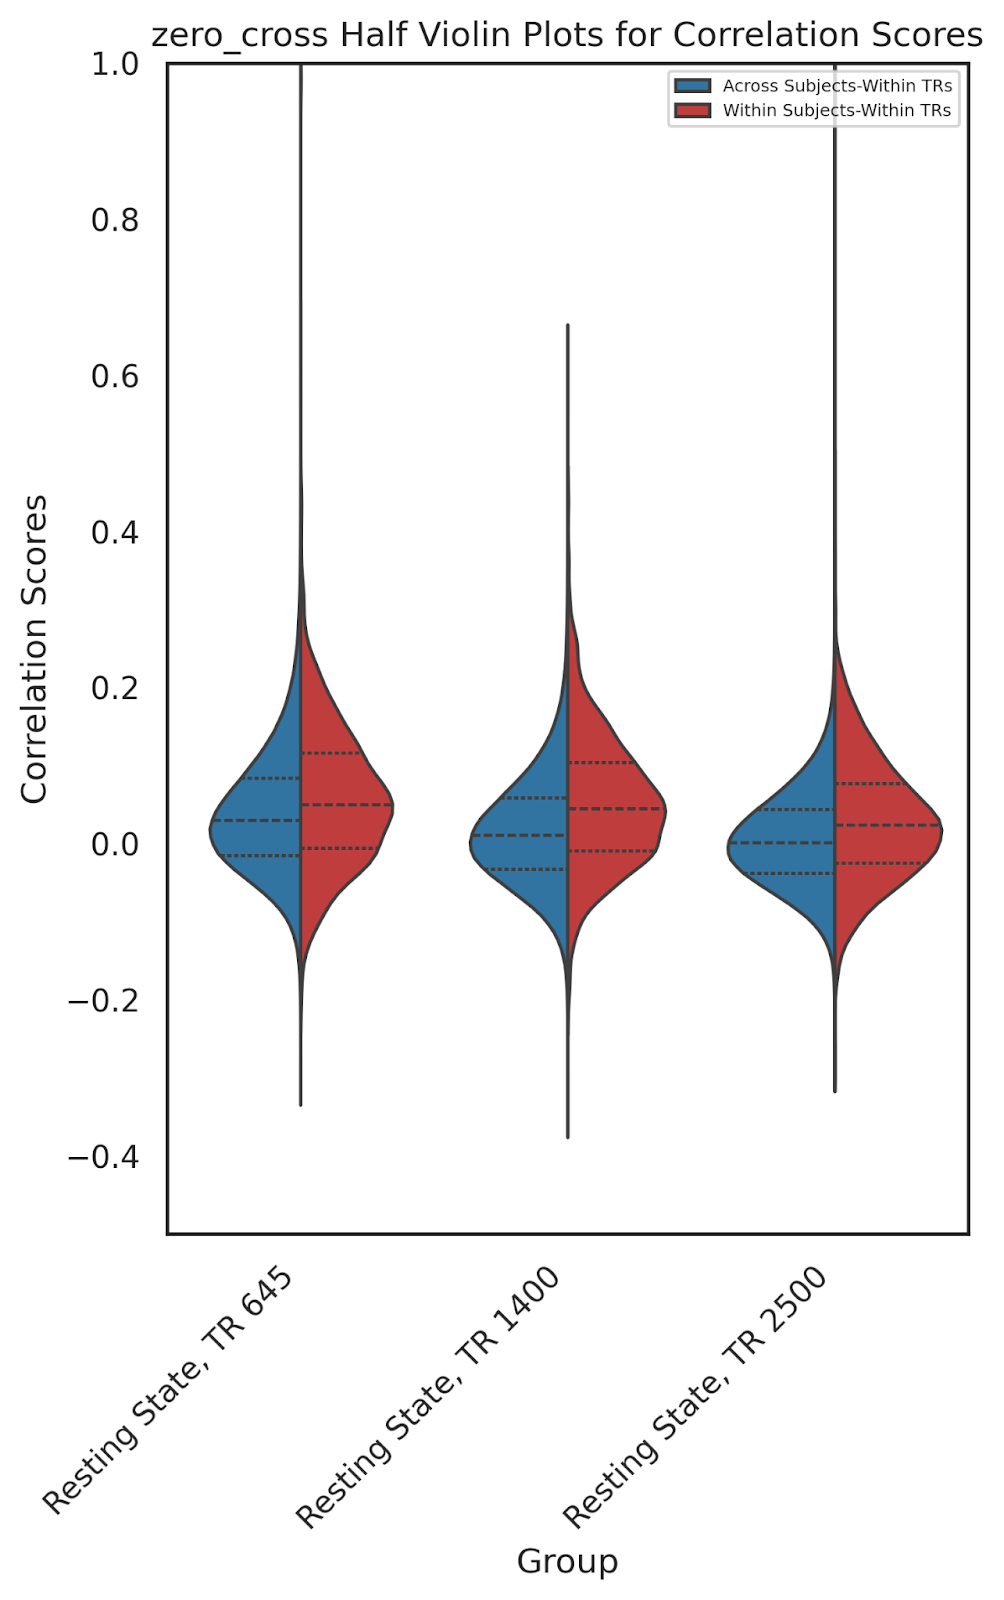 zero_cross Half Violin Plots for Correlation Scores
Across Subjects-Within TRs
Within Subjects-Within TRs
Correlation Scores
1.0
0.8
0.6
0.4
0.2
0.0
−0.2
−0.4
Resting State, TR 645
Resting State, TR 1400
Resting State, TR 2500
Group